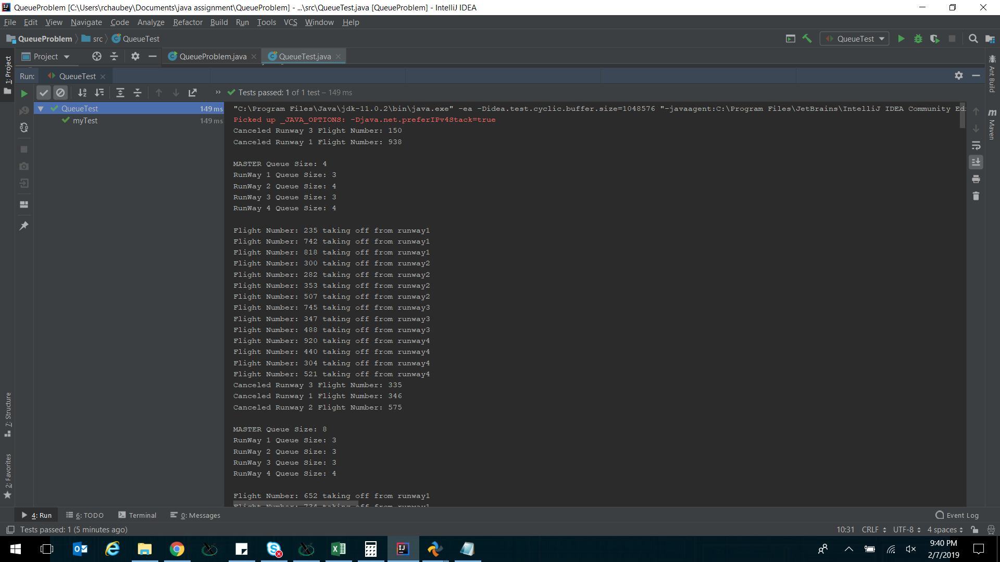 QueueProblem [C:\Users\rchaubey\Documents\java assignment\QueueProblem] - ...\src\QueueTest.java [QueueProblem] - IntelliJ IDEA
File Edit View Navigate Code Analyze Refactor Build Run Tools VCS Window Help
QueueProblem src QueueTest QueueTest
Project QueueProblem.java QueueTest.java
1: Project
Ant Build
Maven
Run: QueueTest
Tests passed: 1 of 1 test – 149 ms
QueueTest 149 ms
myTest 149 ms
"C:\Program Files\Java\jdk-11.0.2\bin\java.exe" -ea -Didea.test.cyclic.buffer.size=1048576 "-javaagent:C:\Program Files\JetBrains\IntelliJ IDEA Community Edi
Picked up _JAVA_OPTIONS: -Djava.net.preferIPv4Stack=true
Canceled Runway 3 Flight Number: 150
Canceled Runway 1 Flight Number: 938
MASTER Queue Size: 4
RunWay 1 Queue Size: 3
RunWay 2 Queue Size: 4
RunWay 3 Queue Size: 3
RunWay 4 Queue Size: 4
Flight Number: 235 taking off from runway1
Flight Number: 742 taking off from runway1
Flight Number: 818 taking off from runway1
Flight Number: 300 taking off from runway2
Flight Number: 282 taking off from runway2
Flight Number: 353 taking off from runway2
Flight Number: 507 taking off from runway2
Flight Number: 745 taking off from runway3
Flight Number: 347 taking off from runway3
Flight Number: 488 taking off from runway3
Flight Number: 920 taking off from runway4
Flight Number: 440 taking off from runway4
Flight Number: 304 taking off from runway4
Flight Number: 521 taking off from runway4
Canceled Runway 3 Flight Number: 335
Canceled Runway 1 Flight Number: 346
Canceled Runway 2 Flight Number: 575
MASTER Queue Size: 8
RunWay 1 Queue Size: 3
RunWay 2 Queue Size: 3
RunWay 3 Queue Size: 3
RunWay 4 Queue Size: 4
Flight Number: 652 taking off from runway1
Flight Number: 734 taking off from runway1
7: Structure
2: Favorites
4: Run 6: TODO Terminal 0: Messages Event Log
Tests passed: 1 (5 minutes ago) 10:31 CRLF UTF-8 4 spaces
9:40 PM
2/7/2019